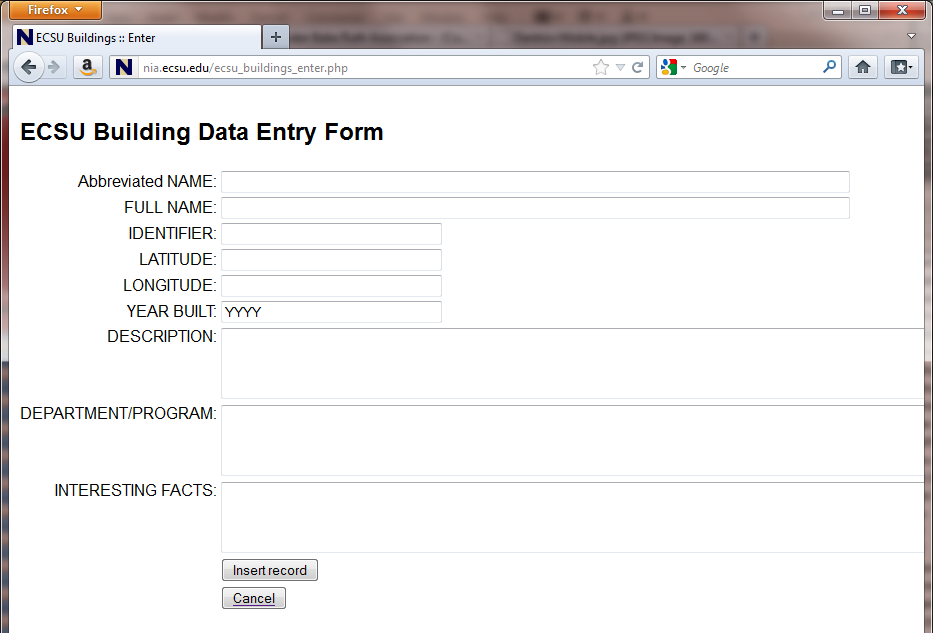 Firefox
N ECSU Buildings :: Enter
N nia.ecsu.edu/ecsu_buildings_enter.php Google
ECSU Building Data Entry Form
Abbreviated NAME:
FULL NAME:
IDENTIFIER:
LATITUDE:
LONGITUDE:
YEAR BUILT: YYYY
DESCRIPTION:
DEPARTMENT/PROGRAM:
INTERESTING FACTS:
Insert record
Cancel